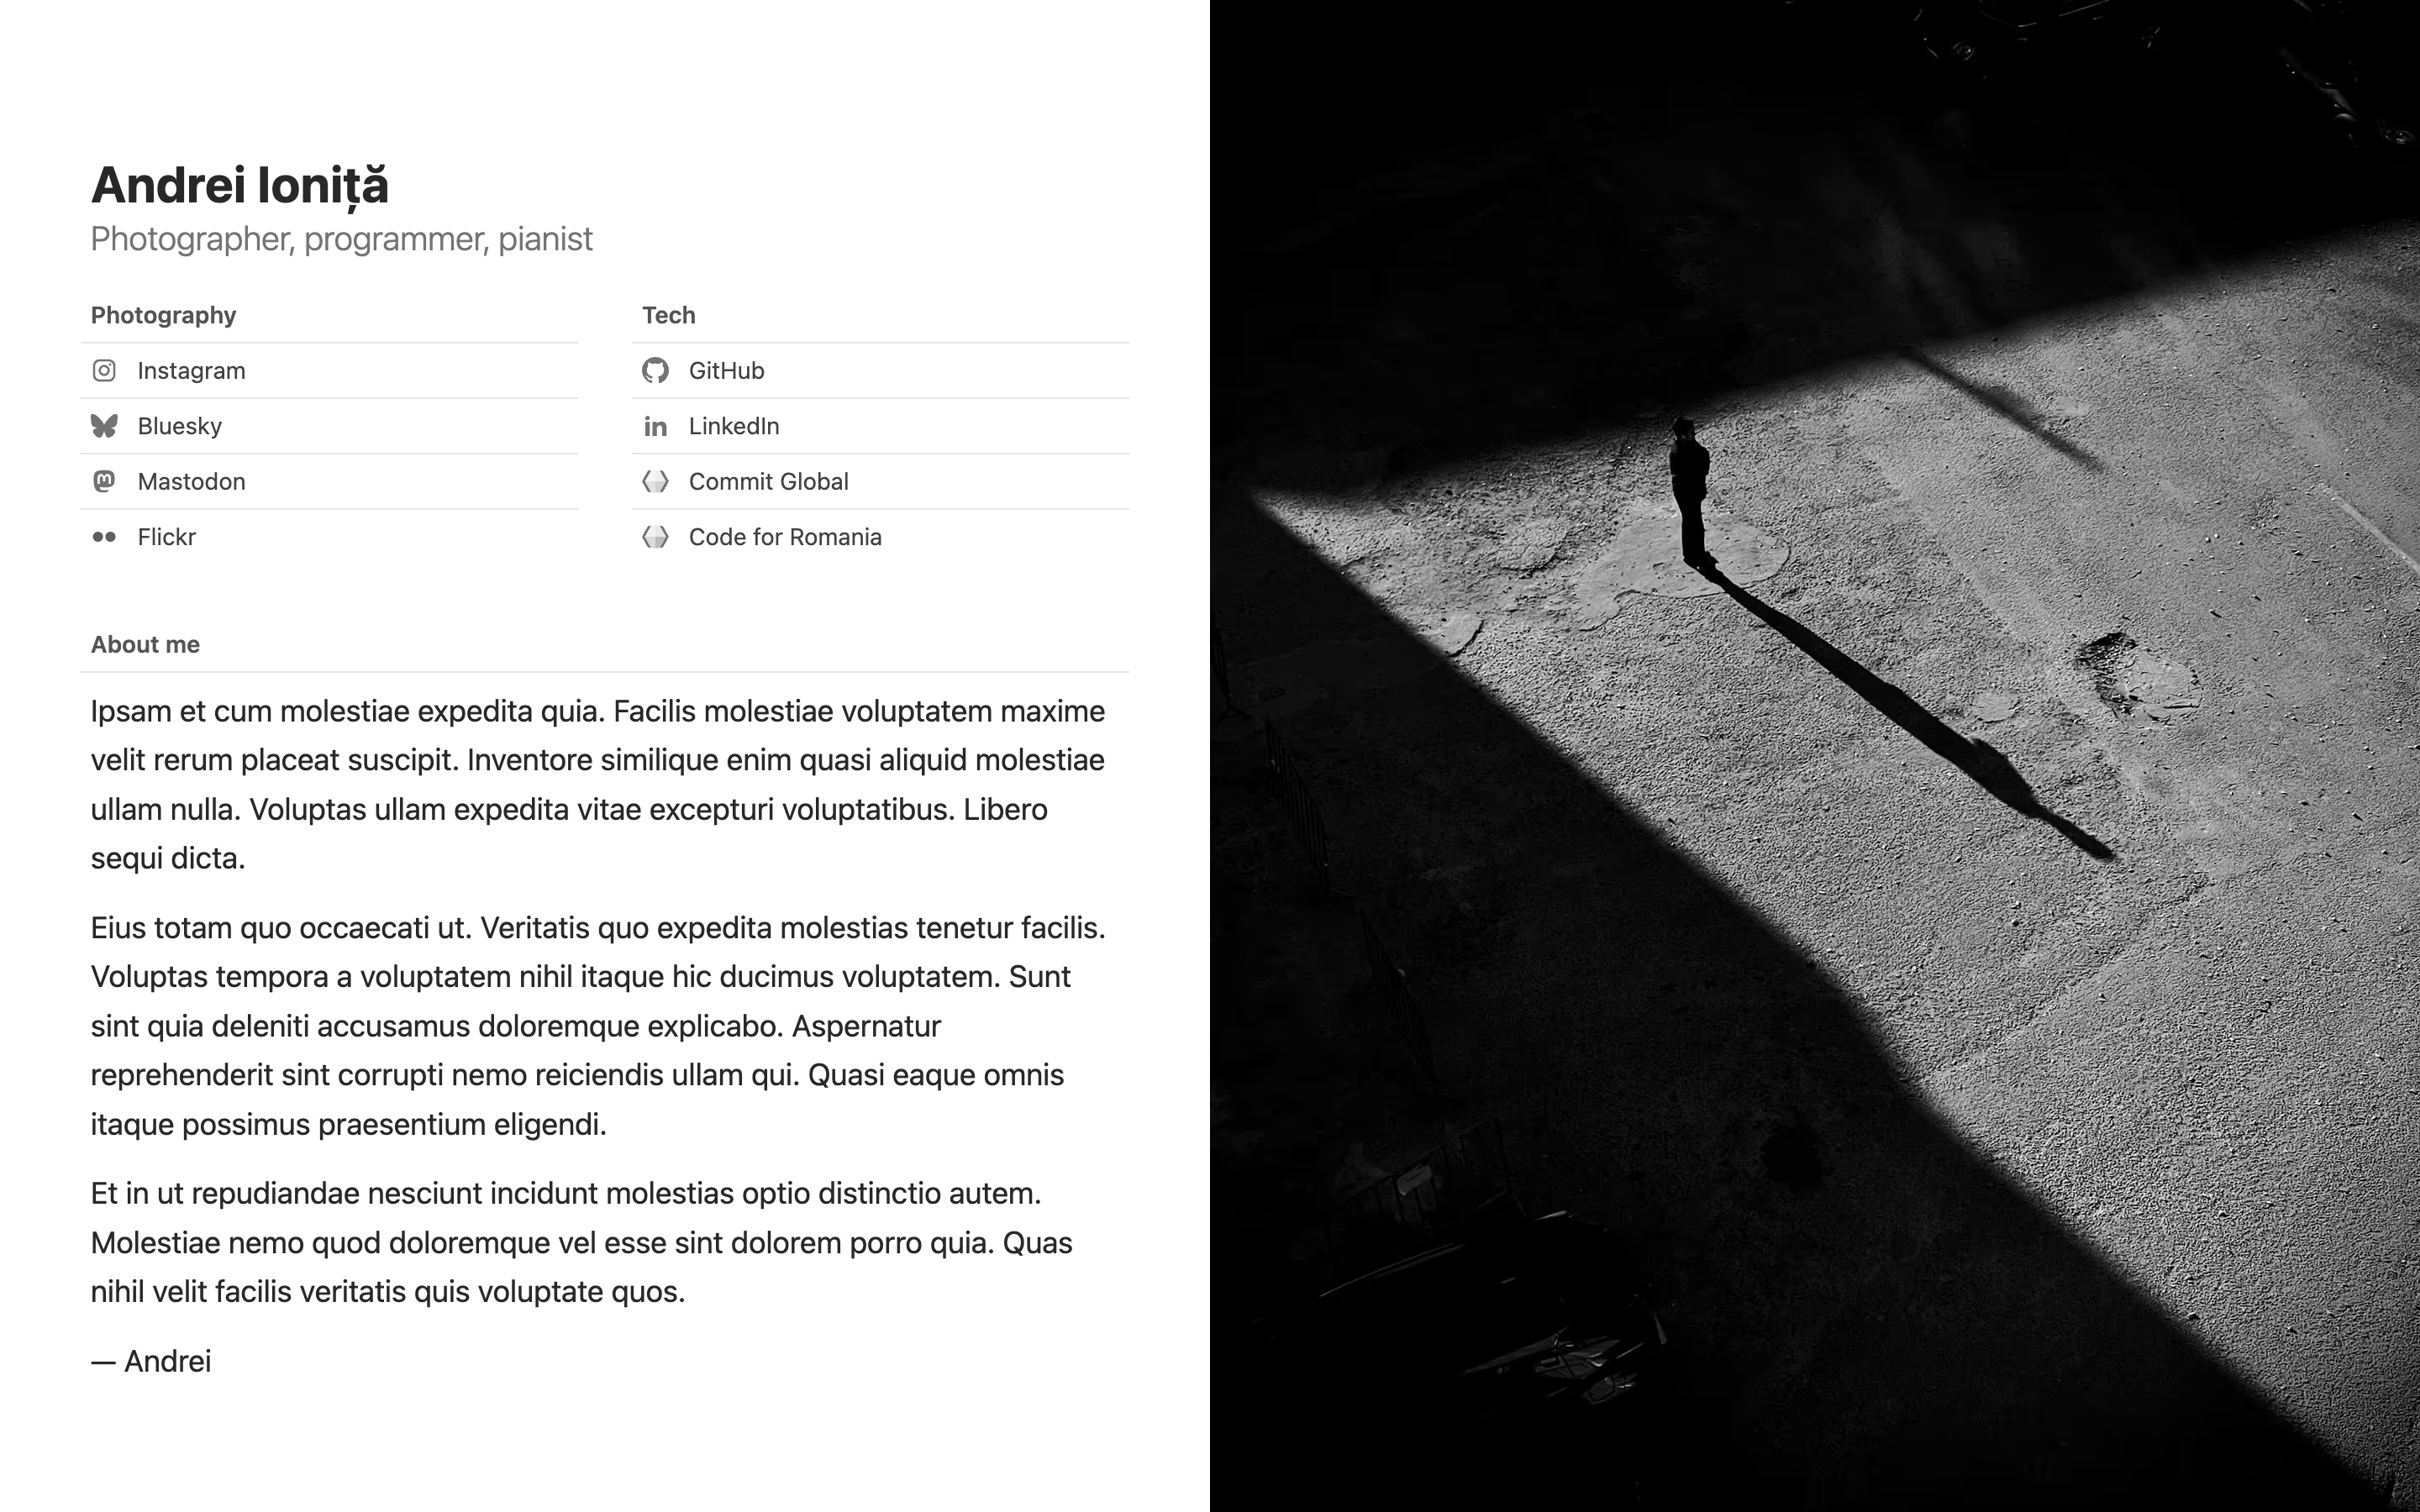 Andrei Ioniță
Photographer, programmer, pianist
Photography
Instagram
Bluesky
Mastodon
Flickr
Tech
GitHub
LinkedIn
Commit Global
Code for Romania
About me
Ipsam et cum molestiae expedita quia. Facilis molestiae voluptatem maxime
velit rerum placeat suscipit. Inventore similique enim quasi aliquid molestiae
ullam nulla. Voluptas ullam expedita vitae excepturi voluptatibus. Libero
sequi dicta.
Eius totam quo occaecati ut. Veritatis quo expedita molestias tenetur facilis.
Voluptas tempora a voluptatem nihil itaque hic ducimus voluptatem. Sunt
sint quia deleniti accusamus doloremque explicabo. Aspernatur
reprehenderit sint corrupti nemo reiciendis ullam qui. Quasi eaque omnis
itaque possimus praesentium eligendi.
Et in ut repudiandae nesciunt incidunt molestias optio distinctio autem.
Molestiae nemo quod doloremque vel esse sint dolorem porro quia. Quas
nihil velit facilis veritatis quis voluptate quos.
— Andrei